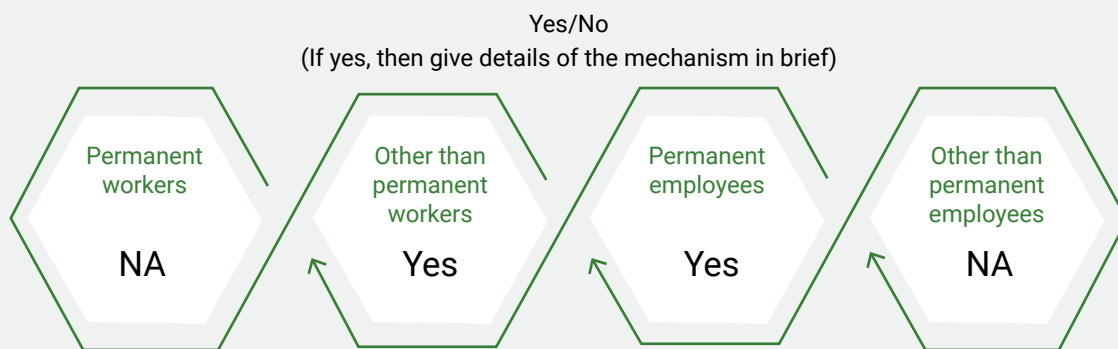 Yes/No
(If yes, then give details of the mechanism in brief)
Permanent
workers
NA
Other than
permanent
workers
Yes
Permanent
employees
Yes
Other than
permanent
employees
NA